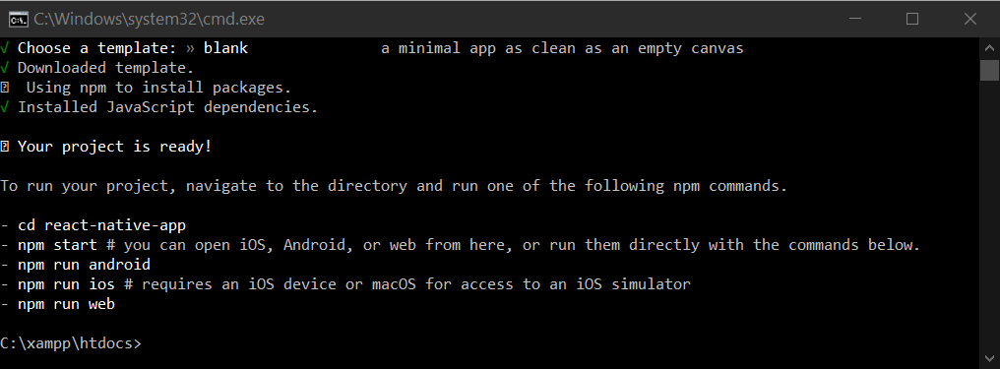 C:\Windows\system32\cmd.exe
√ Choose a template: » blank               a minimal app as clean as an empty canvas
√ Downloaded template.
⍰  Using npm to install packages.
√ Installed JavaScript dependencies.
⍰ Your project is ready!
To run your project, navigate to the directory and run one of the following npm commands.
- cd react-native-app
- npm start # you can open iOS, Android, or web from here, or run them directly with the commands below.
- npm run android
- npm run ios # requires an iOS device or macOS for access to an iOS simulator
- npm run web
C:\xampp\htdocs>